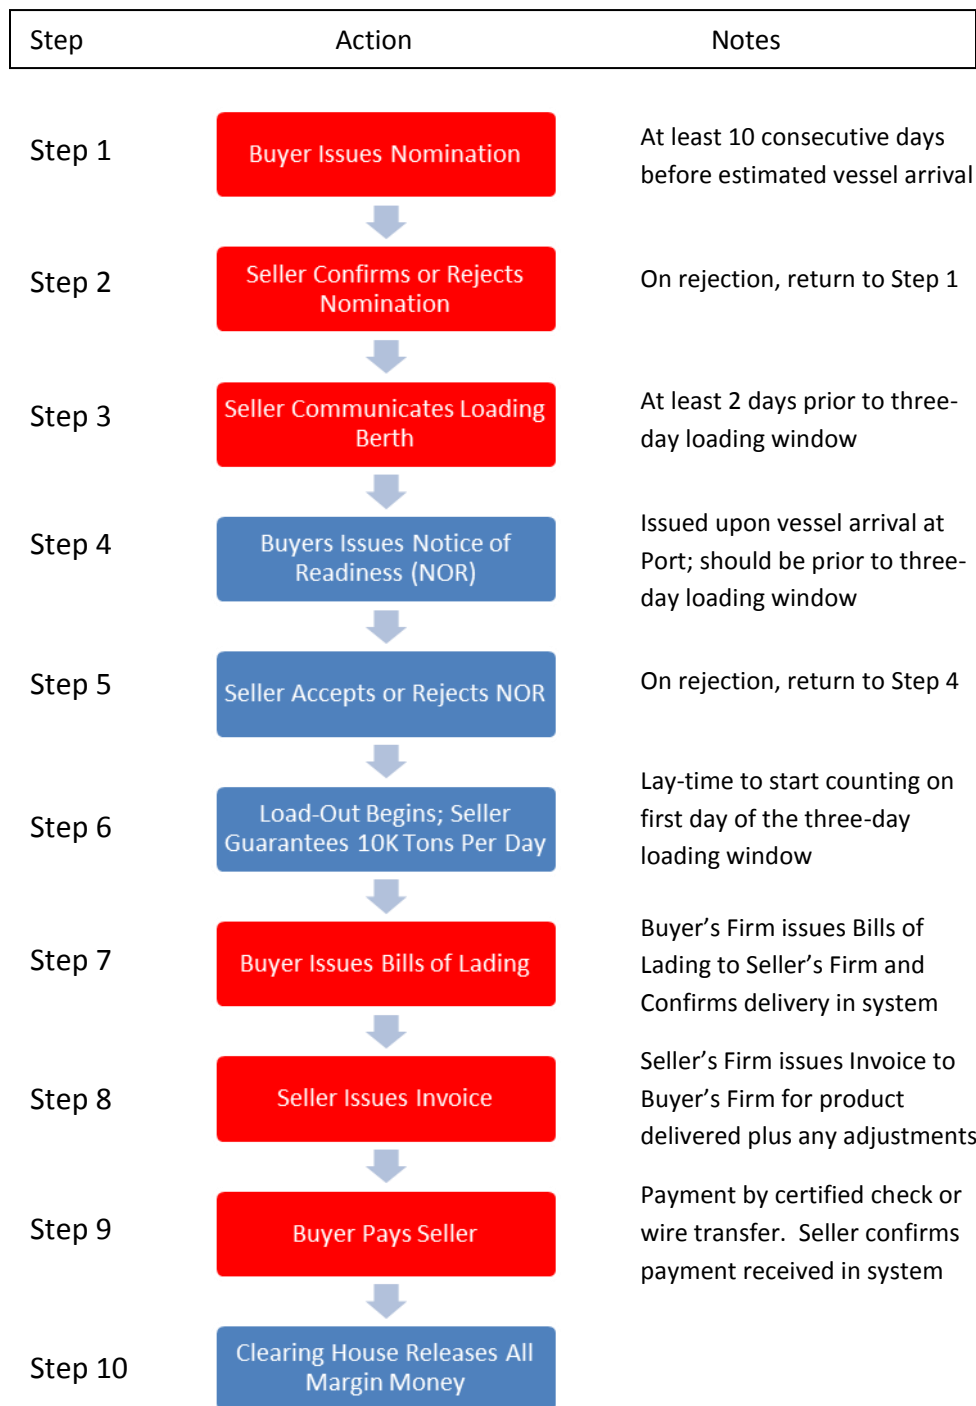 Step Action Notes
Step 1
Buyer Issues Nomination
At least 10 consecutive days
before estimated vessel arrival
Step 2
Seller Confirms or Rejects
Nomination
On rejection, return to Step 1
Step 3
Seller Communicates Loading
Berth
At least 2 days prior to three-
day loading window
Step 4
Buyers Issues Notice of
Readiness (NOR)
Issued upon vessel arrival at
Port; should be prior to three-
day loading window
Step 5
Seller Accepts or Rejects NOR
On rejection, return to Step 4
Step 6
Load-Out Begins; Seller
Guarantees 10K Tons Per Day
Lay-time to start counting on
first day of the three-day
loading window
Step 7
Buyer Issues Bills of Lading
Buyer’s Firm issues Bills of
Lading to Seller’s Firm and
Confirms delivery in system
Step 8
Seller Issues Invoice
Seller’s Firm issues Invoice to
Buyer’s Firm for product
delivered plus any adjustments
Step 9
Buyer Pays Seller
Payment by certified check or
wire transfer.  Seller confirms
payment received in system
Step 10
Clearing House Releases All
Margin Money